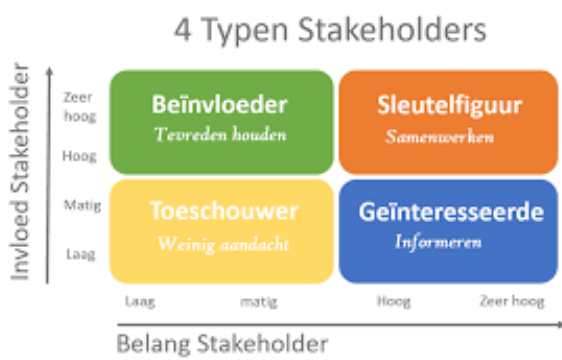 4 Typen Stakeholders
Invloed Stakeholder
Zeer
hoog
Hoog
Matig
Laag
Beïnvloeder
Tevreden houden
Sleutelfiguur
Samenwerken
Toeschouwer
Weinig aandacht
Geïnteresseerde
Informeren
Laag
matig
Hoog
Zeer hoog
Belang Stakeholder